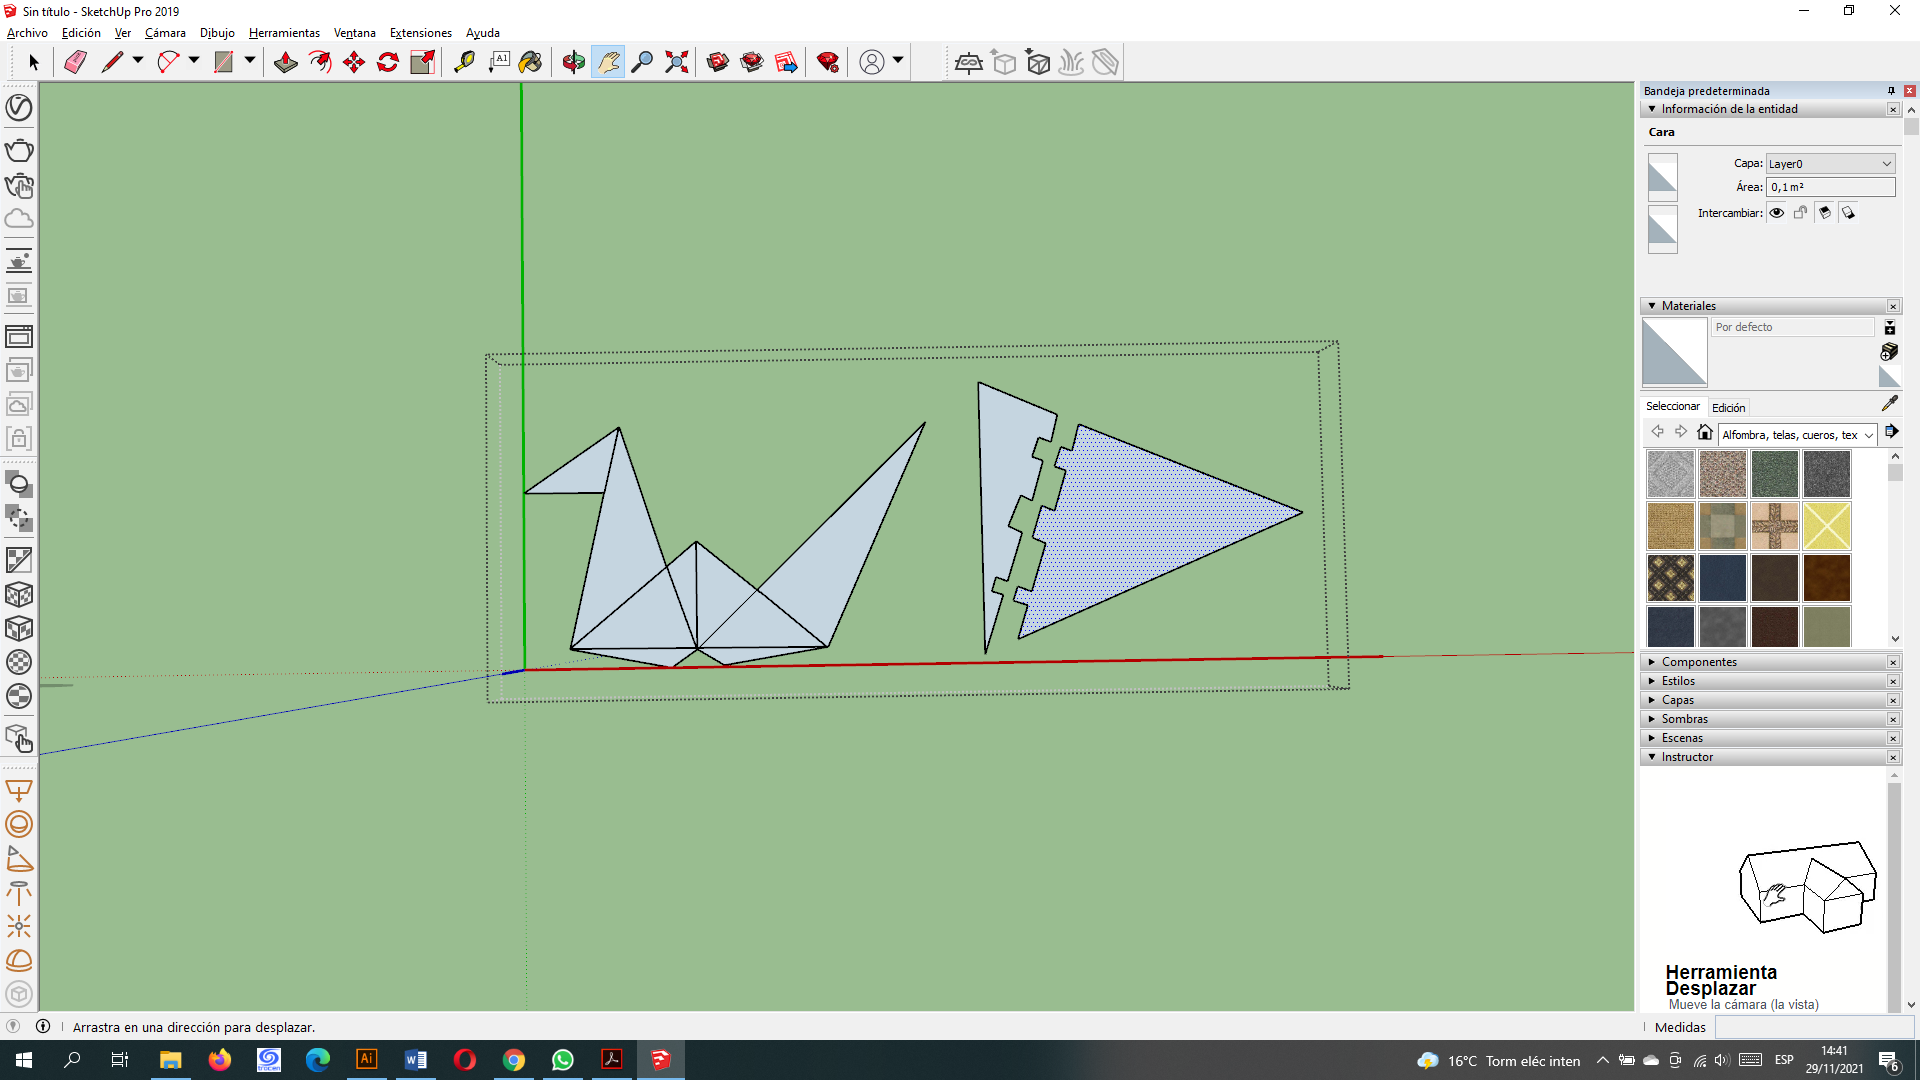 Sin título - SketchUp Pro 2019
Archivo Edición Ver Cámara Dibujo Herramientas Ventana Extensiones Ayuda
A1
Bandeja predeterminada
Información de la entidad
Cara
Capa: Layer0
Área: 0,1 m²
Intercambiar:
Materiales
Por defecto
Seleccionar Edición
Alfombra, telas, cueros, tex
Componentes
Estilos
Capas
Sombras
Escenas
Instructor
Herramienta
Desplazar
Mueve la cámara (la vista)
Arrastra en una dirección para desplazar.
Medidas
Ai
16°C Torm eléc inten
ESP
14:41
29/11/2021
6